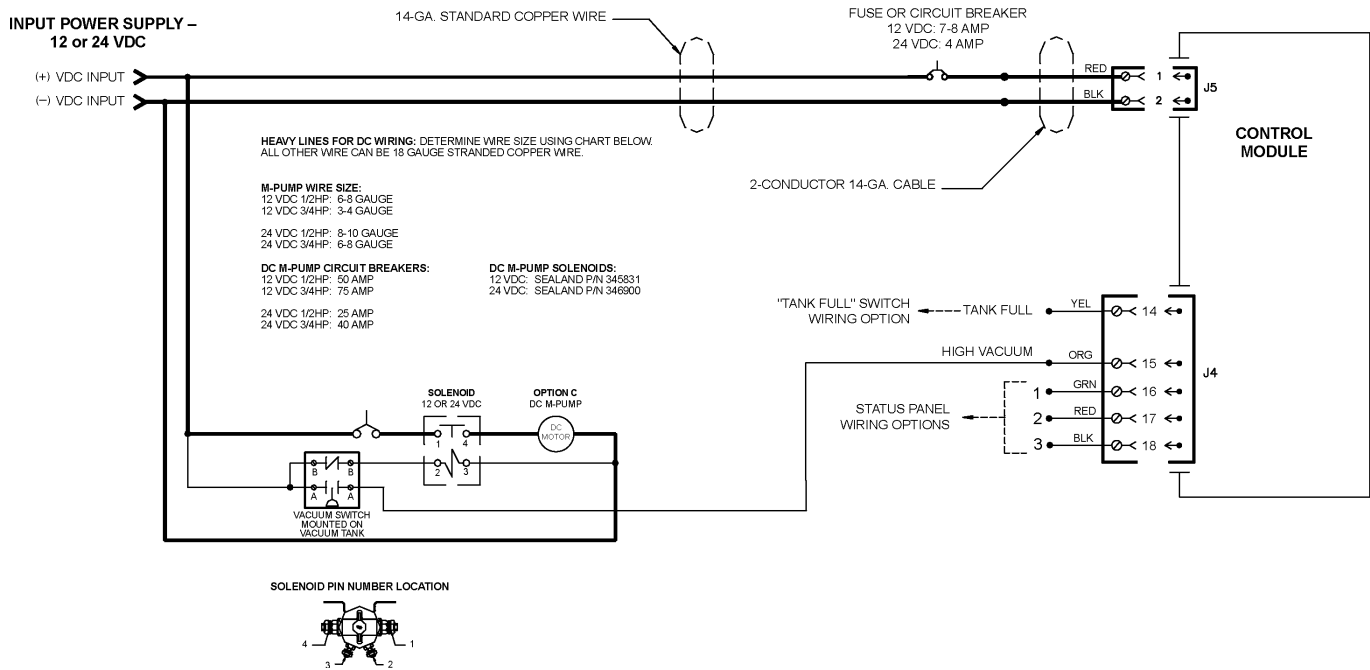 INPUT POWER SUPPLY –
12 or 24 VDC
14-GA. STANDARD COPPER WIRE
FUSE OR CIRCUIT BREAKER
12 VDC: 7-8 AMP
24 VDC: 4 AMP
(+) VDC INPUT
(−) VDC INPUT
RED
1
BLK
2
J5
CONTROL
MODULE
HEAVY LINES FOR DC WIRING: DETERMINE WIRE SIZE USING CHART BELOW.
ALL OTHER WIRE CAN BE 18 GAUGE STRANDED COPPER WIRE.
2-CONDUCTOR 14-GA. CABLE
M-PUMP WIRE SIZE:
12 VDC 1/2HP: 6-8 GAUGE
12 VDC 3/4HP: 3-4 GAUGE
24 VDC 1/2HP: 8-10 GAUGE
24 VDC 3/4HP: 6-8 GAUGE
DC M-PUMP CIRCUIT BREAKERS:
12 VDC 1/2HP: 50 AMP
12 VDC 3/4HP: 75 AMP
24 VDC 1/2HP: 25 AMP
24 VDC 3/4HP: 40 AMP
DC M-PUMP SOLENOIDS:
12 VDC: SEALAND P/N 345831
24 VDC: SEALAND P/N 346900
"TANK FULL" SWITCH
WIRING OPTION
TANK FULL
YEL
14
HIGH VACUUM
ORG
15
J4
STATUS PANEL
WIRING OPTIONS
1
GRN
16
2
RED
17
3
BLK
18
SOLENOID
12 OR 24 VDC
OPTION C
DC M-PUMP
DC
MOTOR
1
4
2
3
B
B
A
A
VACUUM SWITCH
MOUNTED ON
VACUUM TANK
SOLENOID PIN NUMBER LOCATION
4
1
3
2